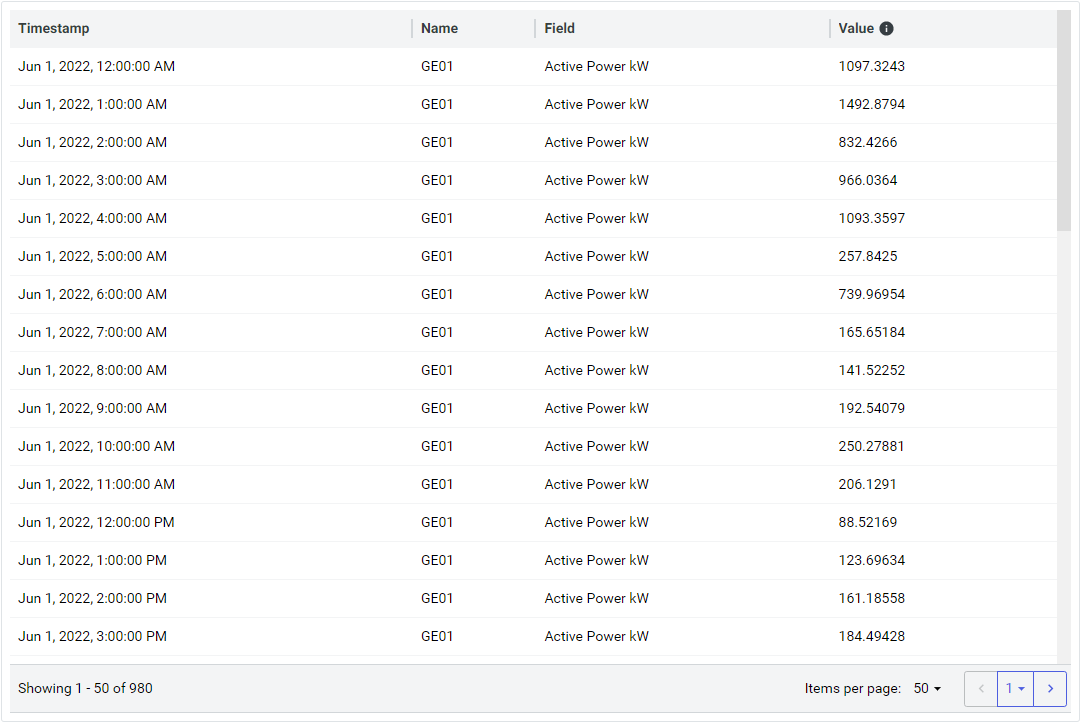 Timestamp Name Field Value
Jun 1, 2022, 12:00:00 AM GE01 Active Power kW 1097.3243
Jun 1, 2022, 1:00:00 AM GE01 Active Power kW 1492.8794
Jun 1, 2022, 2:00:00 AM GE01 Active Power kW 832.4266
Jun 1, 2022, 3:00:00 AM GE01 Active Power kW 966.0364
Jun 1, 2022, 4:00:00 AM GE01 Active Power kW 1093.3597
Jun 1, 2022, 5:00:00 AM GE01 Active Power kW 257.8425
Jun 1, 2022, 6:00:00 AM GE01 Active Power kW 739.96954
Jun 1, 2022, 7:00:00 AM GE01 Active Power kW 165.65184
Jun 1, 2022, 8:00:00 AM GE01 Active Power kW 141.52252
Jun 1, 2022, 9:00:00 AM GE01 Active Power kW 192.54079
Jun 1, 2022, 10:00:00 AM GE01 Active Power kW 250.27881
Jun 1, 2022, 11:00:00 AM GE01 Active Power kW 206.1291
Jun 1, 2022, 12:00:00 PM GE01 Active Power kW 88.52169
Jun 1, 2022, 1:00:00 PM GE01 Active Power kW 123.69634
Jun 1, 2022, 2:00:00 PM GE01 Active Power kW 161.18558
Jun 1, 2022, 3:00:00 PM GE01 Active Power kW 184.49428
Showing 1 - 50 of 980 Items per page: 50 1